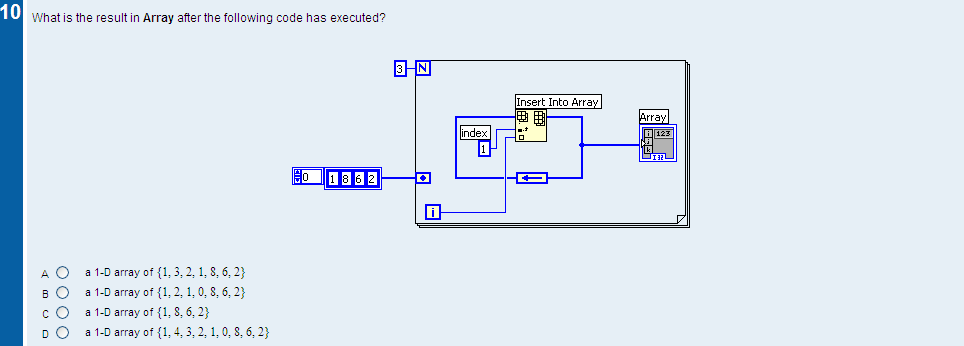 10 What is the result in Array after the following code has executed?
3 N
Insert Into Array
Array
index
1
123
0 1 8 6 2
i
A a 1-D array of {1, 3, 2, 1, 8, 6, 2}
B a 1-D array of {1, 2, 1, 0, 8, 6, 2}
C a 1-D array of {1, 8, 6, 2}
D a 1-D array of {1, 4, 3, 2, 1, 0, 8, 6, 2}